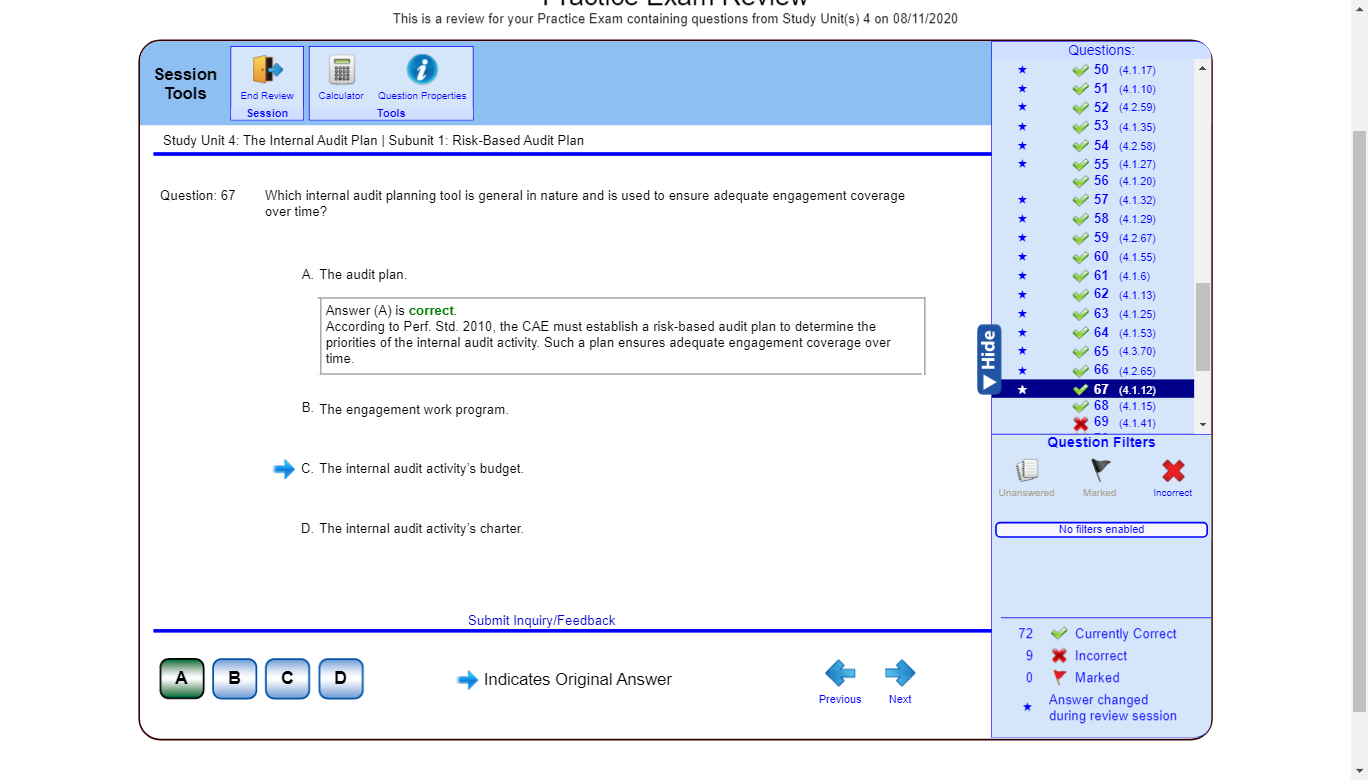 Practice Exam Review
This is a review for your Practice Exam containing questions from Study Unit(s) 4 on 08/11/2020
Session
Tools
End Review
Session
Calculator
Question Properties
Tools
Study Unit 4: The Internal Audit Plan | Subunit 1: Risk-Based Audit Plan
Question: 67
Which internal audit planning tool is general in nature and is used to ensure adequate engagement coverage
over time?
A. The audit plan.
Answer (A) is correct.
According to Perf. Std. 2010, the CAE must establish a risk-based audit plan to determine the
priorities of the internal audit activity. Such a plan ensures adequate engagement coverage over
time.
B. The engagement work program.
C. The internal audit activity's budget.
D. The internal audit activity's charter.
Submit Inquiry/Feedback
A
B
C
D
Indicates Original Answer
Previous
Next
Hide
Questions:
50 (4.1.17)
51 (4.1.10)
52 (4.2.59)
53 (4.1.35)
54 (4.2.58)
55 (4.1.27)
56 (4.1.20)
57 (4.1.32)
58 (4.1.29)
59 (4.2.67)
60 (4.1.55)
61 (4.1.6)
62 (4.1.13)
63 (4.1.25)
64 (4.1.53)
65 (4.3.70)
66 (4.2.65)
67 (4.1.12)
68 (4.1.15)
69 (4.1.41)
Question Filters
Unanswered
Marked
Incorrect
No filters enabled
72 Currently Correct
9 Incorrect
0 Marked
Answer changed
during review session